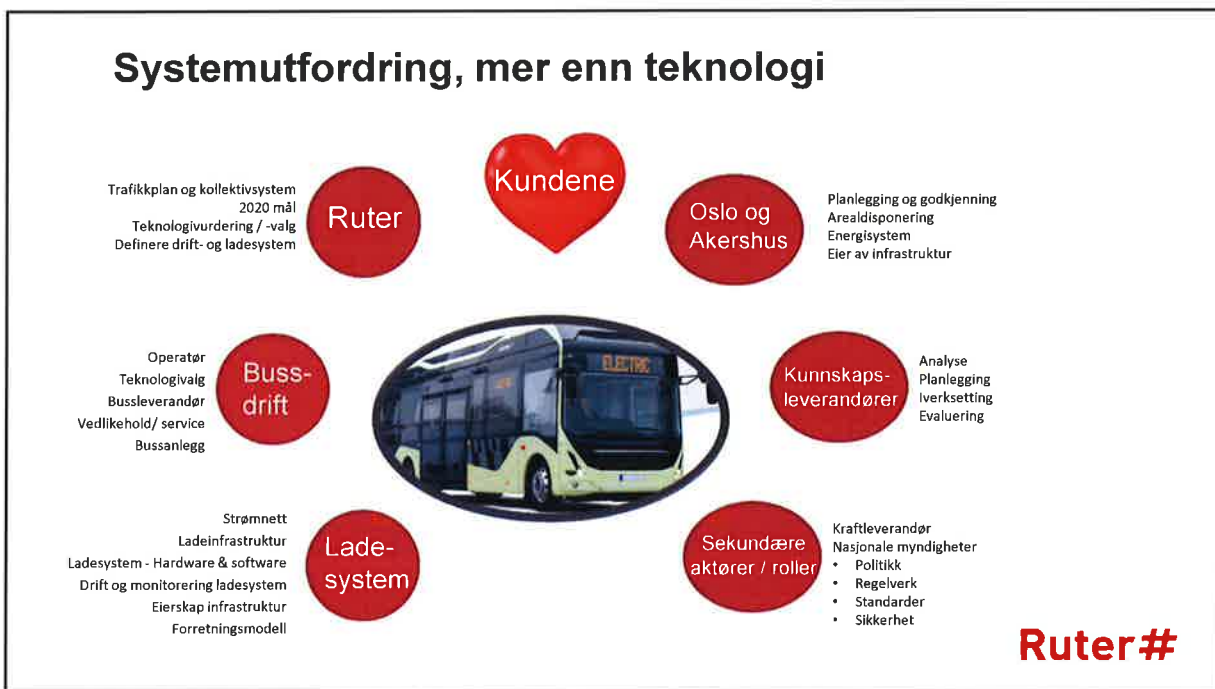 Systemutfordring, mer enn teknologi
Kundene
Trafikkplan og kollektivsystem
2020 mål
Teknologivurdering / -valg
Definere drift- og ladesystem
Ruter
Oslo og
Akershus
Planlegging og godkjenning
Arealdisponering
Energisystem
Eier av infrastruktur
Operatør
Teknologivalg
Bussleverandør
Vedlikehold/ service
Bussanlegg
Buss-
drift
ELECTRIC
Kunnskaps-
leverandører
Analyse
Planlegging
Iverksetting
Evaluering
Strømnett
Ladeinfrastruktur
Ladesystem - Hardware & software
Drift og monitorering ladesystem
Eierskap infrastruktur
Forretningsmodell
Lade-
system
Sekundære
aktører / roller
Kraftleverandør
Nasjonale myndigheter
• Politikk
• Regelverk
• Standarder
• Sikkerhet
Ruter#